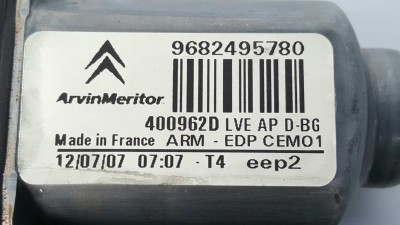 9682495780
ArvinMeritor
400962D LVE AP D-BG
Made in France ARM - EDP CEMO1
12/07/07 07:07 - T4 eep2